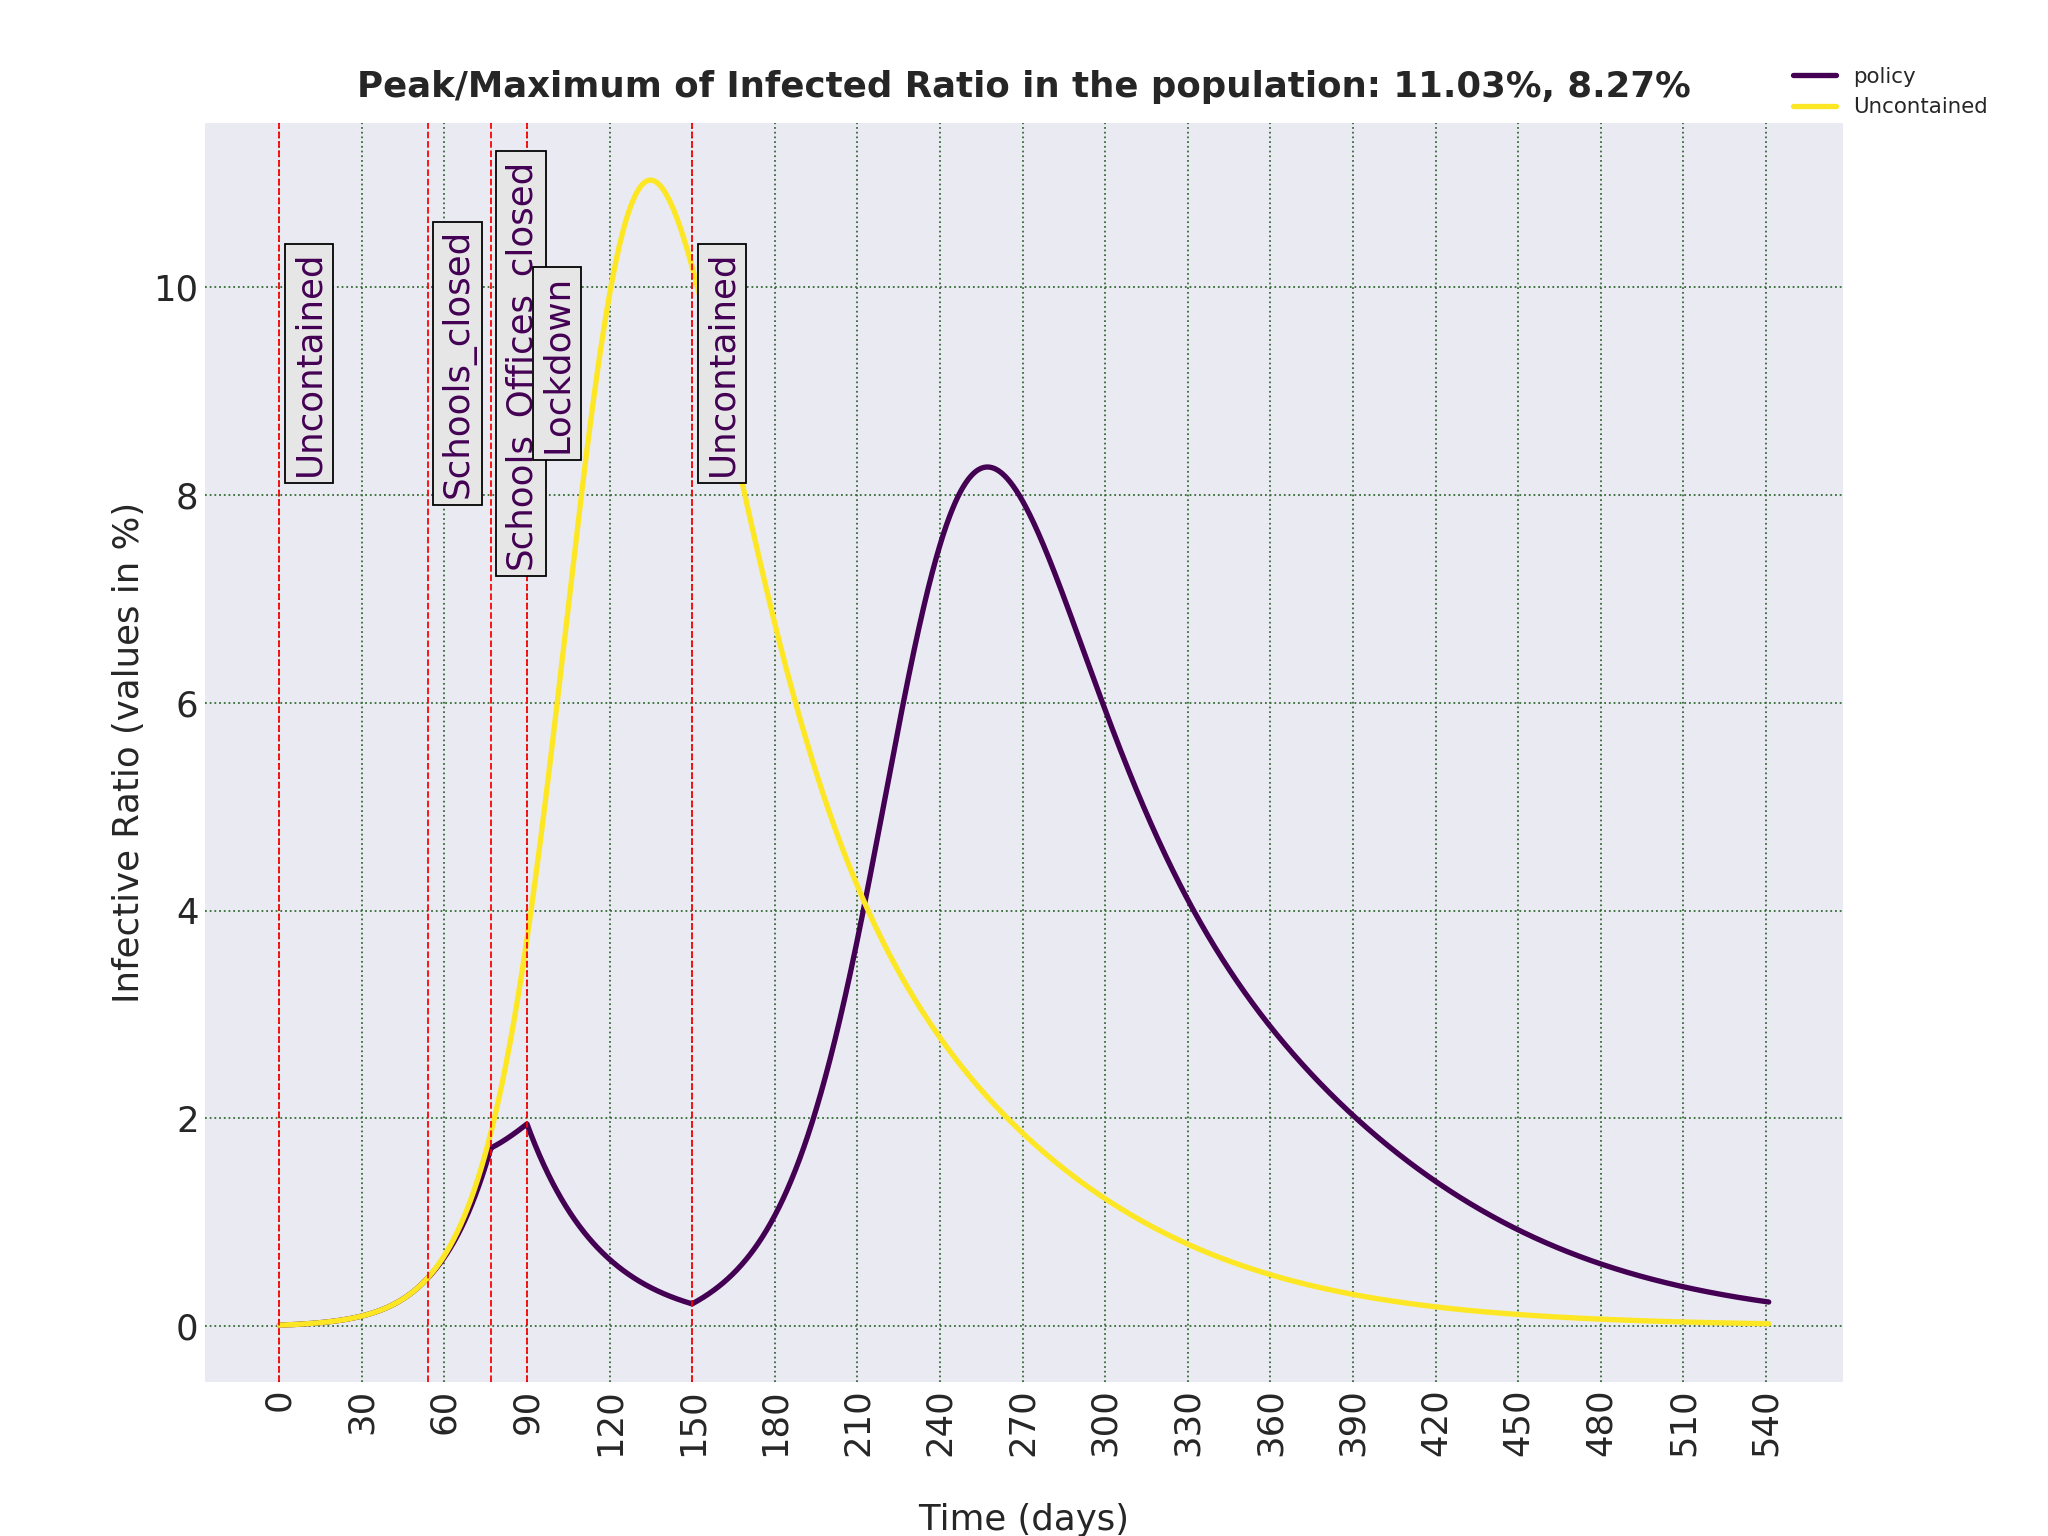 Peak/Maximum of Infected Ratio in the population: 11.03%, 8.27%
policy
Uncontained
Uncontained
Schools_closed
Schools_Offices_closed
Lockdown
Uncontained
Infective Ratio (values in %)
10
8
6
4
2
0
0 30 60 90 120 150 180 210 240 270 300 330 360 390 420 450 480 510 540
Time (days)